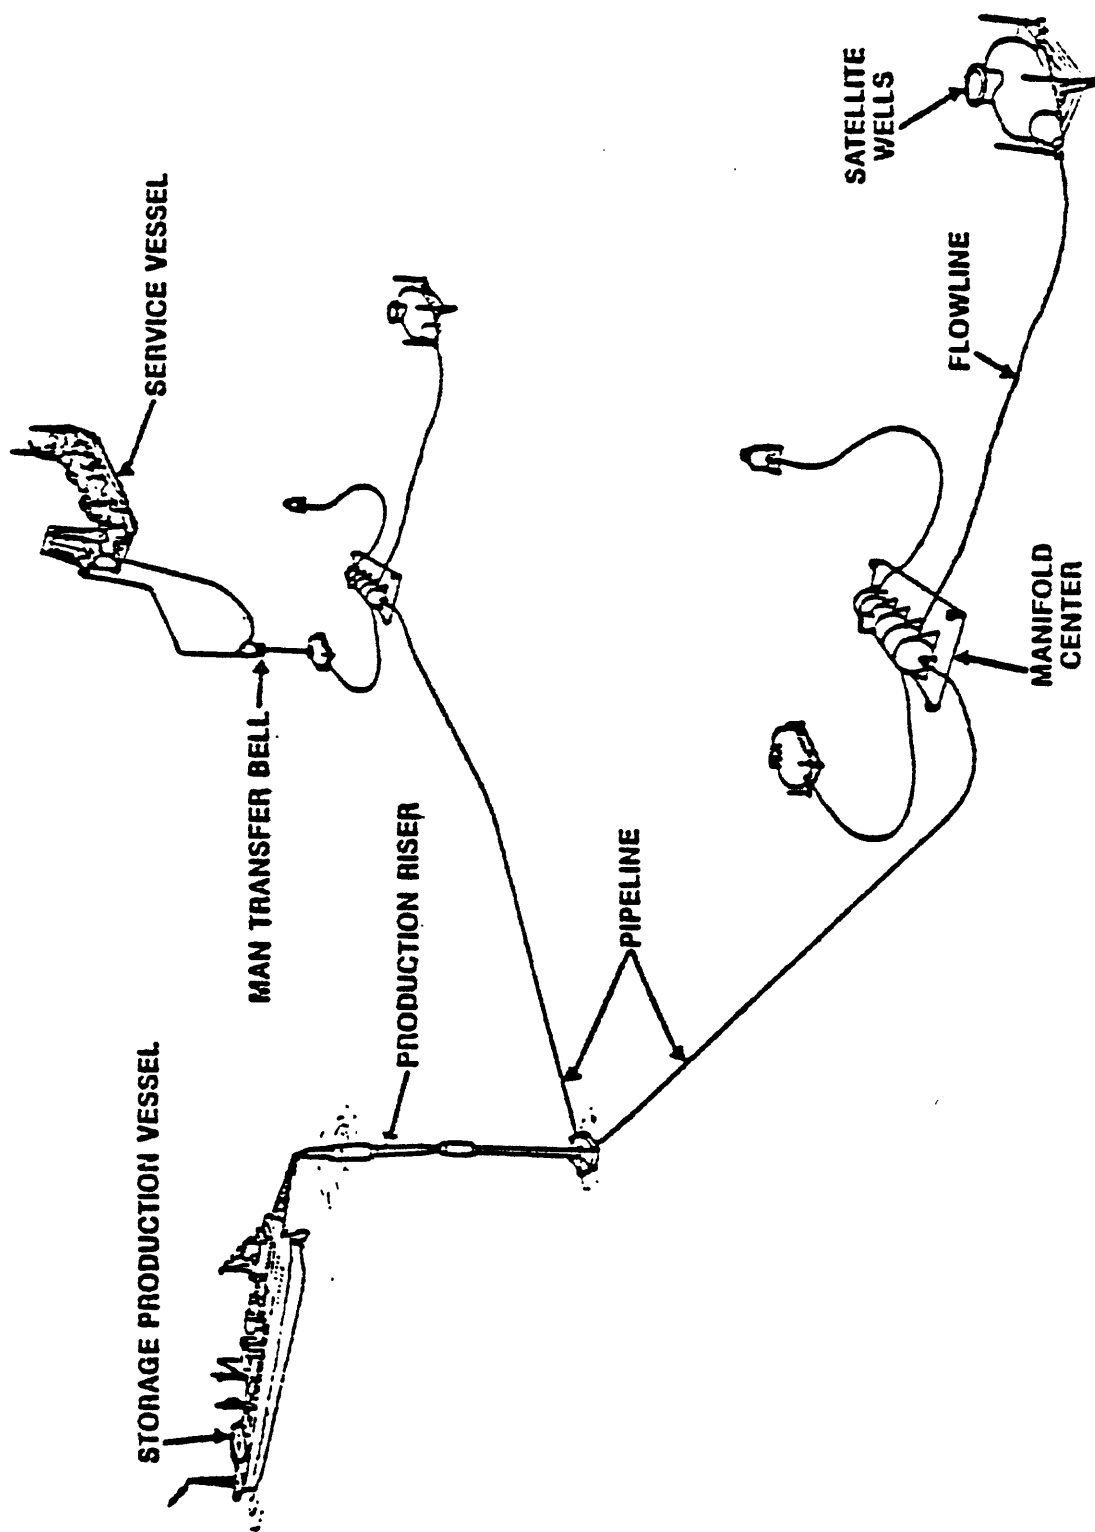 STORAGE PRODUCTION VESSEL
SERVICE VESSEL
MAN TRANSFER BELL
PRODUCTION RISER
PIPELINE
SATELLITE
WELLS
FLOWLINE
MANIFOLD
CENTER